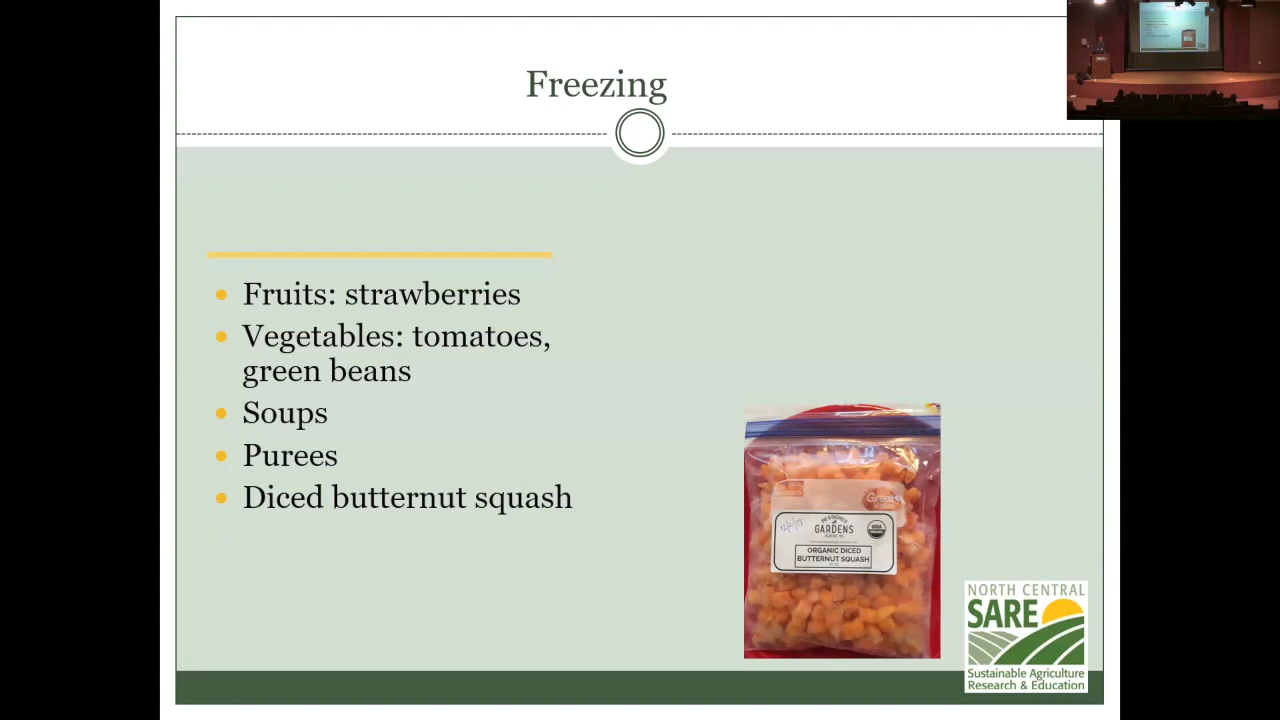 Freezing
Fruits: strawberries
Vegetables: tomatoes,
green beans
Soups
Purees
Diced butternut squash
GARDENS
ORGANIC DICED
BUTTERNUT SQUASH
NORTH CENTRAL
SARE
Sustainable Agriculture
Research & Education